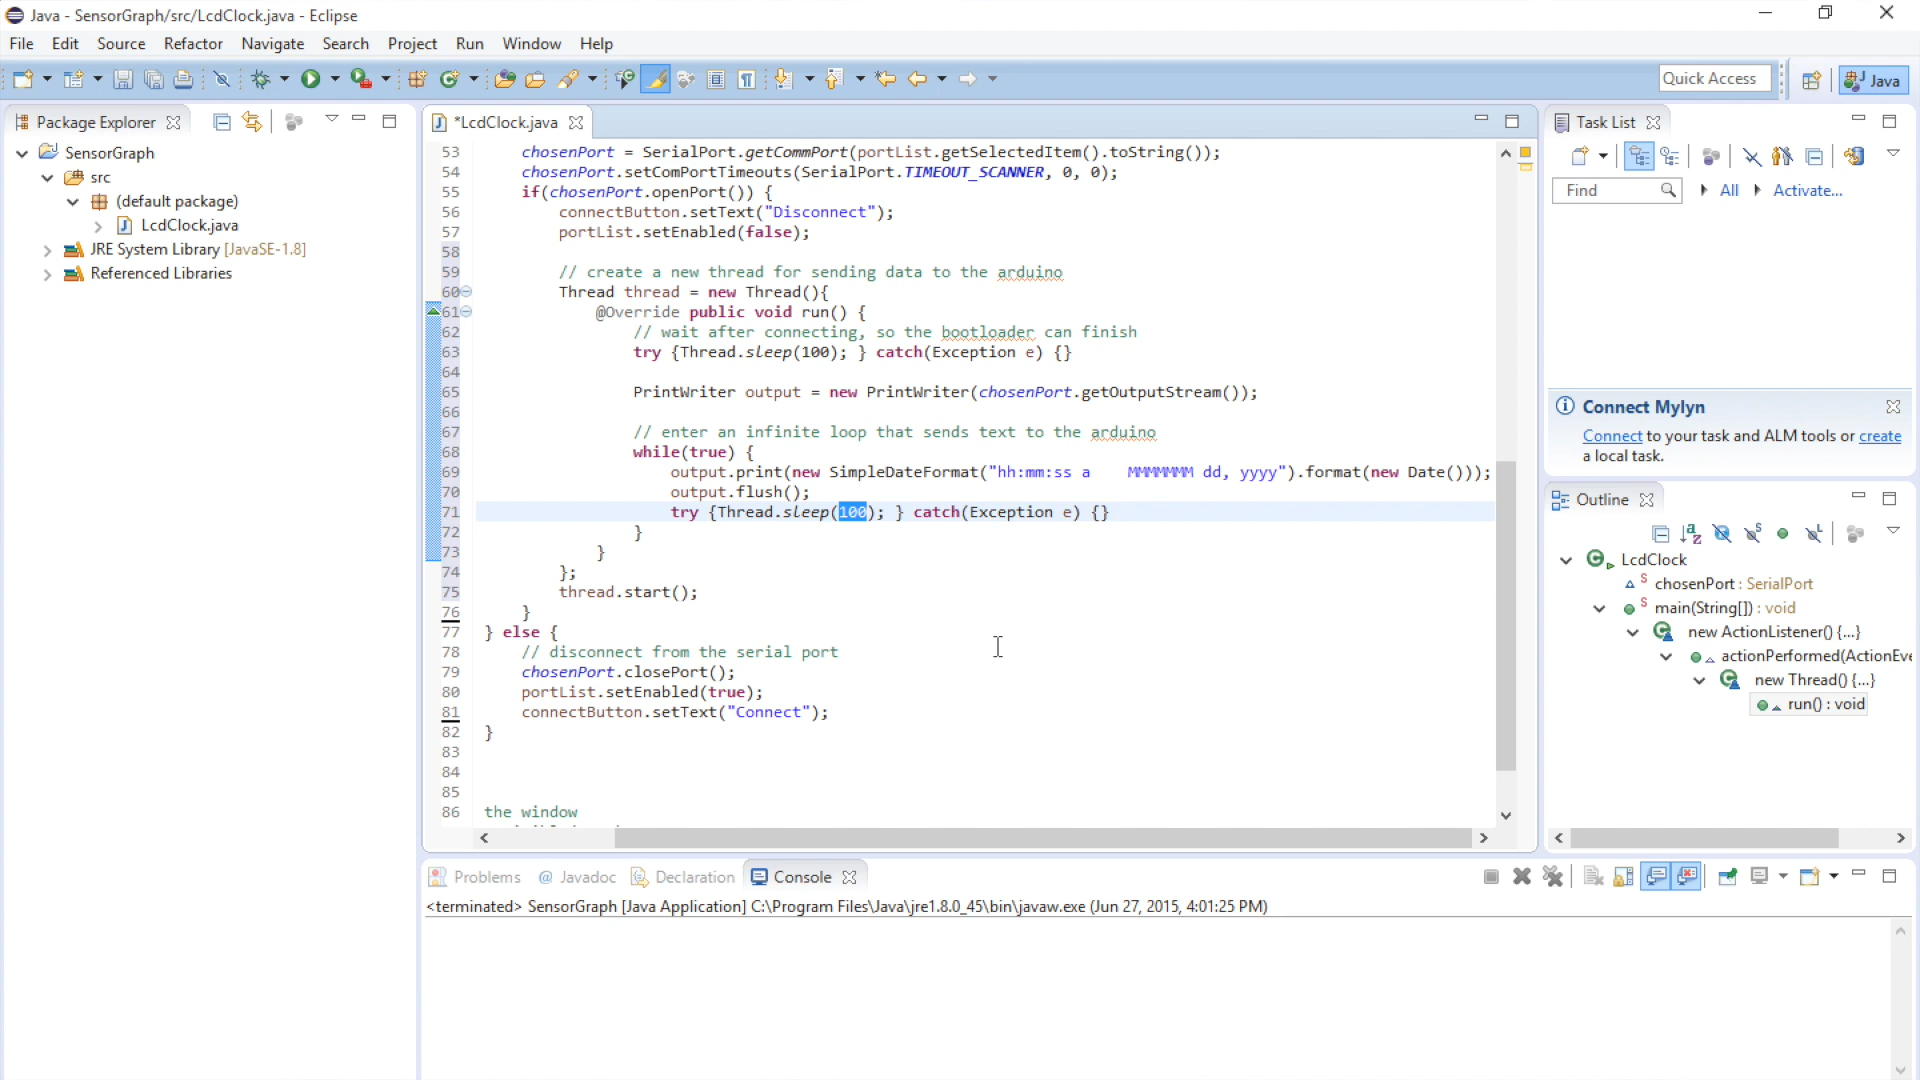 Java - SensorGraph/src/LcdClock.java - Eclipse
File Edit Source Refactor Navigate Search Project Run Window Help
Quick Access
Java
Package Explorer
SensorGraph
src
(default package)
LcdClock.java
JRE System Library [JavaSE-1.8]
Referenced Libraries
*LcdClock.java
53 chosenPort = SerialPort.getCommPort(portList.getSelectedItem().toString());
54 chosenPort.setComPortTimeouts(SerialPort.TIMEOUT_SCANNER, 0, 0);
55 if(chosenPort.openPort()) {
56 connectButton.setText("Disconnect");
57 portList.setEnabled(false);
58
59 // create a new thread for sending data to the arduino
60 Thread thread = new Thread(){
61 @Override public void run() {
62 // wait after connecting, so the bootloader can finish
63 try {Thread.sleep(100); } catch(Exception e) {}
64
65 PrintWriter output = new PrintWriter(chosenPort.getOutputStream());
66
67 // enter an infinite loop that sends text to the arduino
68 while(true) {
69 output.print(new SimpleDateFormat("hh:mm:ss a    MMMMMMM dd, yyyy").format(new Date()));
70 output.flush();
71 try {Thread.sleep(100); } catch(Exception e) {}
72 }
73 }
74 };
75 thread.start();
76 }
77 } else {
78 // disconnect from the serial port
79 chosenPort.closePort();
80 portList.setEnabled(true);
81 connectButton.setText("Connect");
82 }
83
84
85
86 the window
Task List
Find
All
Activate...
Connect Mylyn
Connect to your task and ALM tools or create
a local task.
Outline
LcdClock
chosenPort : SerialPort
main(String[]) : void
new ActionListener() {...}
actionPerformed(ActionEve
new Thread() {...}
run() : void
Problems @ Javadoc Declaration Console
<terminated> SensorGraph [Java Application] C:\Program Files\Java\jre1.8.0_45\bin\javaw.exe (Jun 27, 2015, 4:01:25 PM)